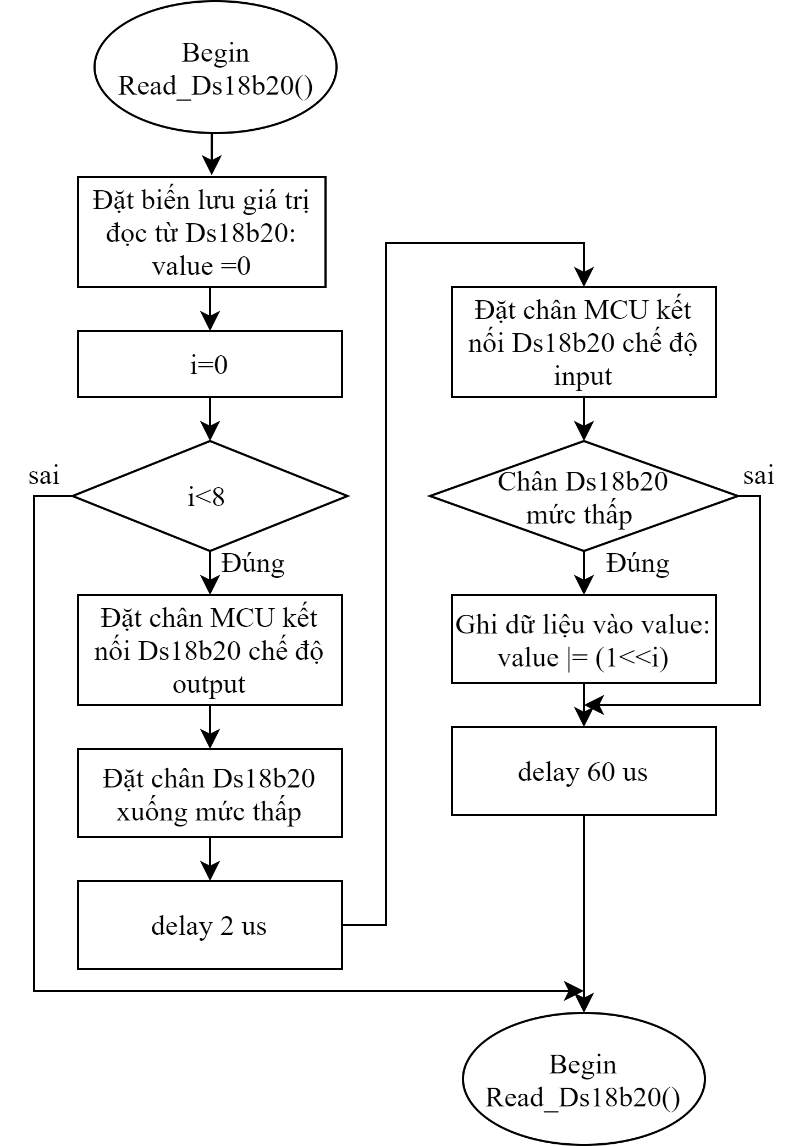 Begin
Read_Ds18b20()
Đặt biến lưu giá trị
đọc từ Ds18b20:
value =0
i=0
sai
i<8
Đúng
Đặt chân MCU kết
nối Ds18b20 chế độ
output
Đặt chân Ds18b20
xuống mức thấp
delay 2 us
Đặt chân MCU kết
nối Ds18b20 chế độ
input
Chân Ds18b20
mức thấp
sai
Đúng
Ghi dữ liệu vào value:
value |= (1<<i)
delay 60 us
Begin
Read_Ds18b20()